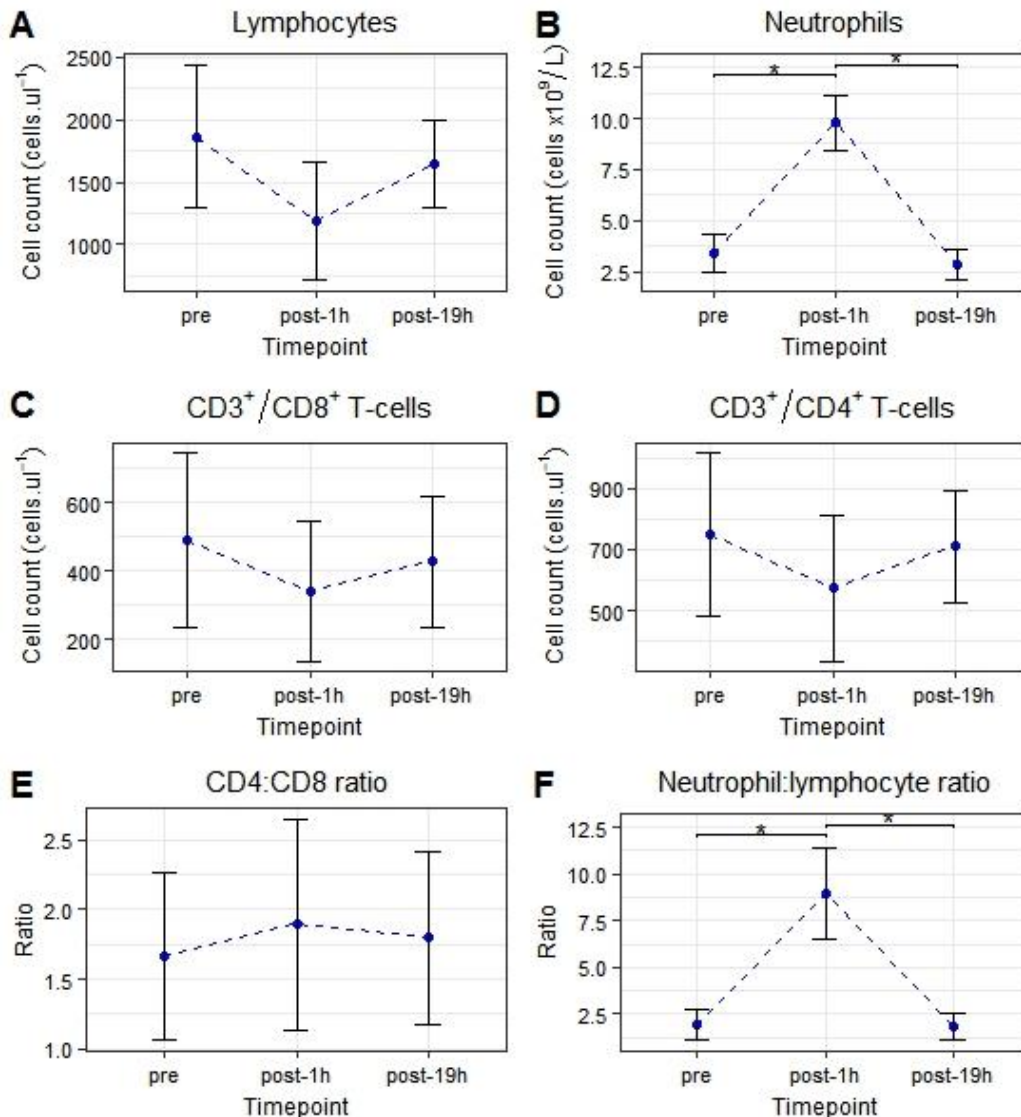 A Lymphocytes
Cell count (cells.ul⁻¹)
2500
2000
1500
1000
pre post-1h post-19h
Timepoint
B Neutrophils
Cell count (cells x10⁹/L)
12.5
10.0
7.5
5.0
2.5
* *
pre post-1h post-19h
Timepoint
C CD3⁺/CD8⁺ T-cells
Cell count (cells.ul⁻¹)
600
400
200
pre post-1h post-19h
Timepoint
D CD3⁺/CD4⁺ T-cells
Cell count (cells.ul⁻¹)
900
700
500
pre post-1h post-19h
Timepoint
E CD4:CD8 ratio
Ratio
2.5
2.0
1.5
1.0
pre post-1h post-19h
Timepoint
F Neutrophil:lymphocyte ratio
Ratio
12.5
10.0
7.5
5.0
2.5
* *
pre post-1h post-19h
Timepoint